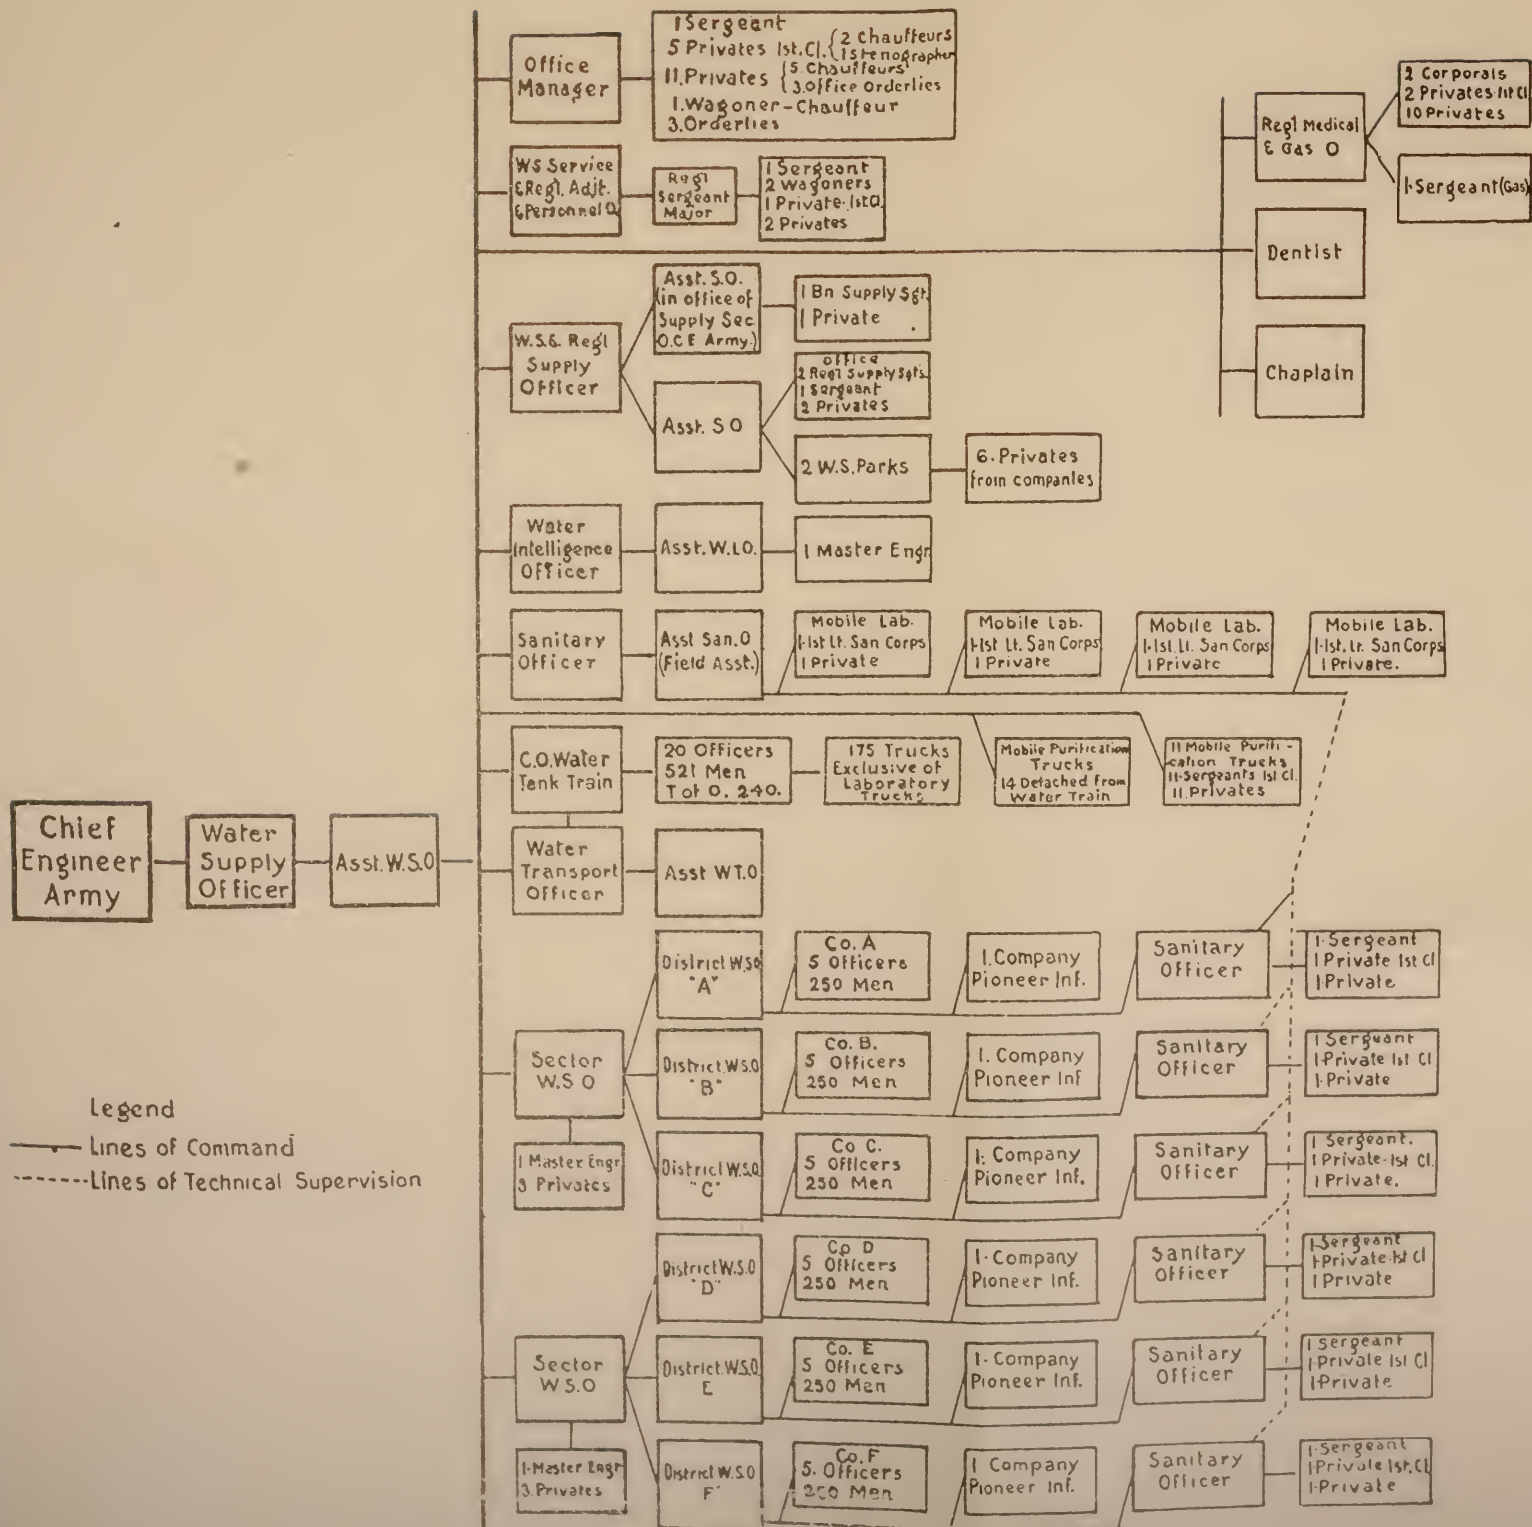 1 Sergeant
5 Privates 1st. Cl. { 2 Chauffeurs
1 Stenographer
11. Privates { 5. Chauffeurs
3. Office Orderlies
1. Wagoner-Chauffeur
3. Orderlies
Office
Manager
2 Corporals
2 Privates 1st Cl
10 Privates
Regl Medical
& Gas O
1. Sergeant (Gas)
Dentist
Chaplain
W.S Service
& Regl. Adjt.
& Personnel O.
Regl
Sergeant
Major
1 Sergeant
2 Wagoners
1 Private 1st Cl.
2 Privates
W.S.& Regl
Supply
Officer
Asst. S.O.
(in office of
Supply Sec
O.C E Army.)
1 Bn Supply Sgt.
1 Private
Asst. S O
Office
2 Regl Supply Sgts.
1 Sergeant
2 Privates
2 W.S. Parks
6. Privates
from companies
Water
Intelligence
Officer
Asst. W.I.O.
1 Master Engr.
Sanitary
Officer
Asst San. O
(Field Asst.)
Mobile Lab.
1-1st Lt. San Corps
1 Private
Mobile Lab.
1-1st Lt. San Corps
1 Private
Mobile Lab.
1-1st. Lt. San Corps
1 Private
Mobile Lab.
1-1st. Lt. San Corps
1 Private.
C.O. Water
Tank Train
20 Officers
521 Men
T of O. 240.
175 Trucks
Exclusive of
Laboratory
Trucks
Mobile Purification
Trucks
14 Detached from
Water Train
11 Mobile Purifi-
cation Trucks
11-Sergeants 1st Cl.
11. Privates
Chief
Engineer
Army
Water
Supply
Officer
Asst. W.S.O
Water
Transport
Officer
Asst W.T.O
Sector
W.S O
1 Master Engr
3 Privates
District W.S.O
"A"
Co. A
5 Officers
250 Men
1. Company
Pioneer Inf.
Sanitary
Officer
1. Sergeant
1 Private 1st Cl
1. Private
District W.S.O
"B"
Co. B.
5 Officers
250 Men
1. Company
Pioneer Inf
Sanitary
Officer
1 Sergeant
1. Private 1st Cl
1. Private
District W.S.O
"C"
Co C.
5 Officers
250 Men
1. Company
Pioneer Inf.
Sanitary
Officer
1 Sergeant.
1 Private-1st Cl.
1 Private.
Legend
Lines of Command
Lines of Technical Supervision
Sector
W.S.O
1. Master Engr
3. Privates
District W.S.O
"D"
Co D
5 Officers
250 Men
1. Company
Pioneer Inf.
Sanitary
Officer
1 Sergeant
1 Private-1st Cl
1 Private
District. W.S.O
E
Co. E
5 Officers
250 Men
1. Company
Pioneer Inf.
Sanitary
Officer
1 Sergeant
1. Private 1st Cl
1 Private
District W.S.O
F
Co. F
5. Officers
250 Men
1 Company
Pioneer Inf.
Sanitary
Officer
1. Sergeant
1. Private 1st. Cl.
1. Private